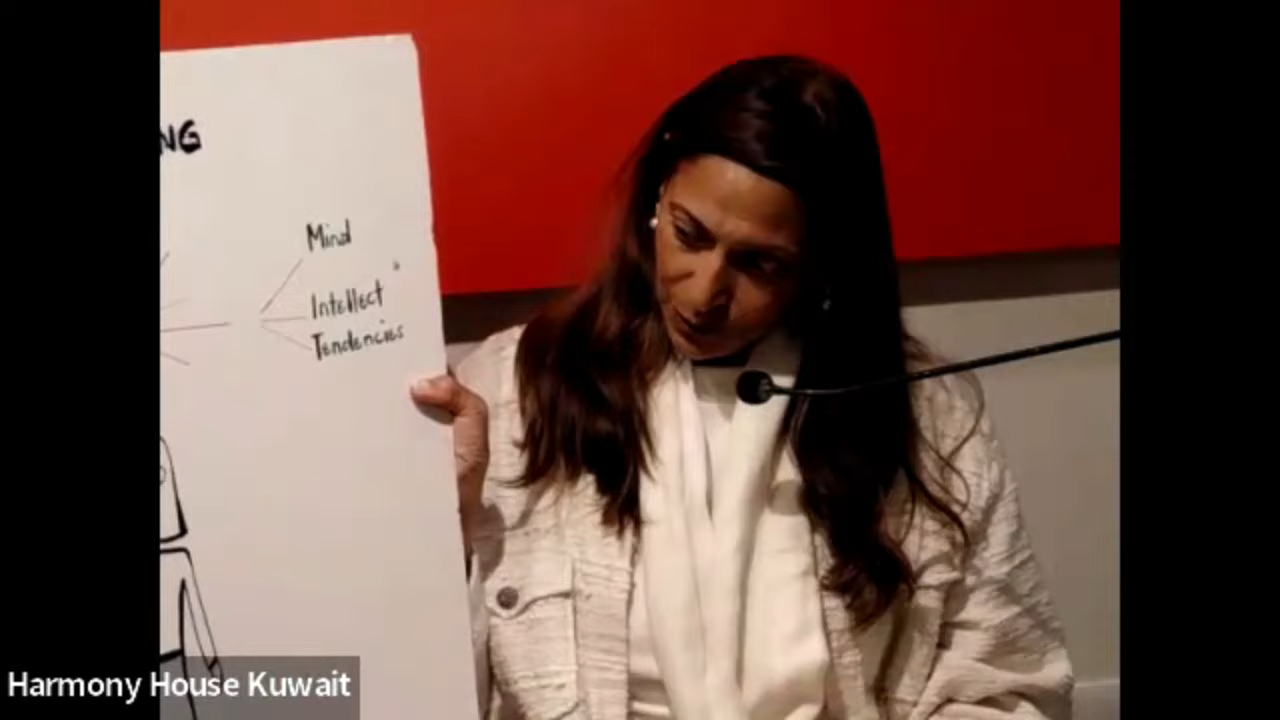 NG
Mind
Intellect
Tendencies
Harmony House Kuwait